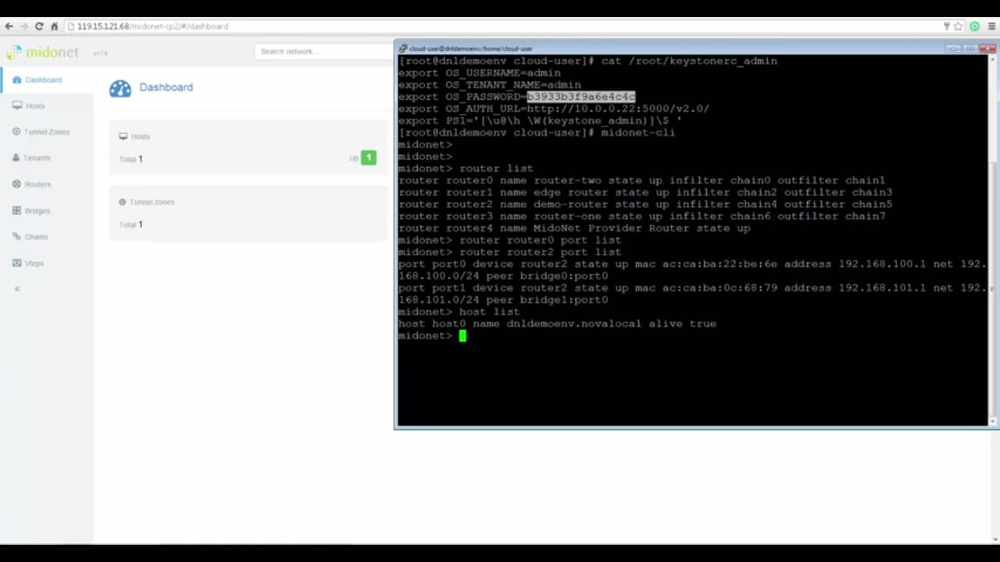 119.15.121.68/midonet-cp2/#/dashboard
midonet
v1.7.8
Search network...
Dashboard
Hosts
Tunnel Zones
Tenants
Routers
Bridges
Chains
Vteps
«
Dashboard
Hosts
Total 1
Up 1
Tunnel zones
Total 1
cloud-user@dnldemoenv:/home/cloud-user
[root@dnldemoenv cloud-user]# cat /root/keystonerc_admin
export OS_USERNAME=admin
export OS_TENANT_NAME=admin
export OS_PASSWORD=b3933b3f9a6e4c4c
export OS_AUTH_URL=http://10.0.0.22:5000/v2.0/
export PS1='[\u@\h \W(keystone_admin)]\$ '
[root@dnldemoenv cloud-user]# midonet-cli
midonet>
midonet>
midonet> router list
router router0 name router-two state up infilter chain0 outfilter chain1
router router1 name edge router state up infilter chain2 outfilter chain3
router router2 name demo-router state up infilter chain4 outfilter chain5
router router3 name router-one state up infilter chain6 outfilter chain7
router router4 name MidoNet Provider Router state up
midonet> router router0 port list
midonet> router router2 port list
port port0 device router2 state up mac ac:ca:ba:22:be:6e address 192.168.100.1 net 192.
168.100.0/24 peer bridge0:port0
port port1 device router2 state up mac ac:ca:ba:0c:68:79 address 192.168.101.1 net 192.
168.101.0/24 peer bridge1:port0
midonet> host list
host host0 name dnldemoenv.novalocal alive true
midonet>